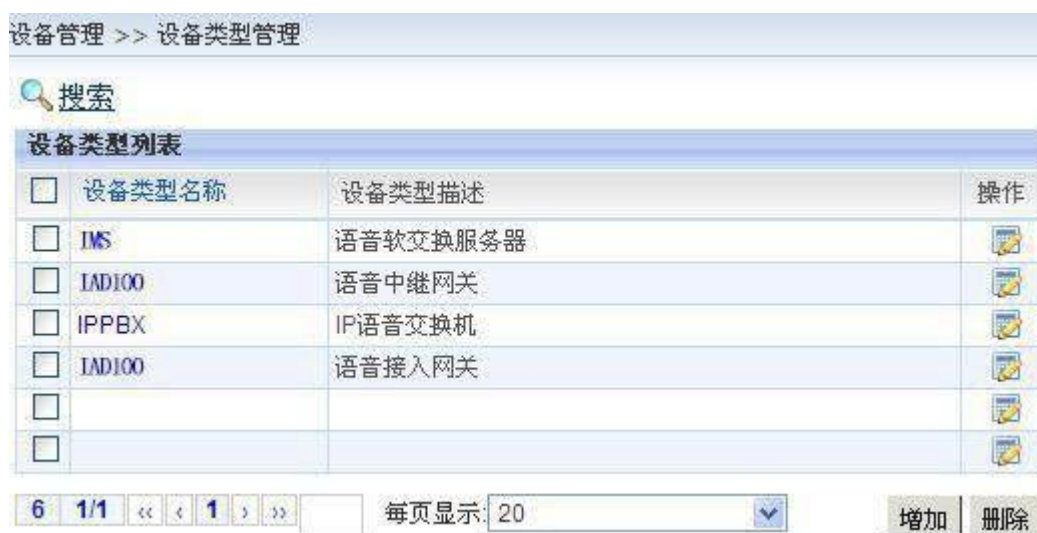 设备管理 >> 设备类型管理
搜索
设备类型列表
设备类型名称 设备类型描述 操作
IMS 语音软交换服务器
IAD100 语音中继网关
IPPBX IP语音交换机
IAD100 语音接入网关
6 1/1 ‹‹ ‹ 1 › ›› 每页显示: 20 增加 删除